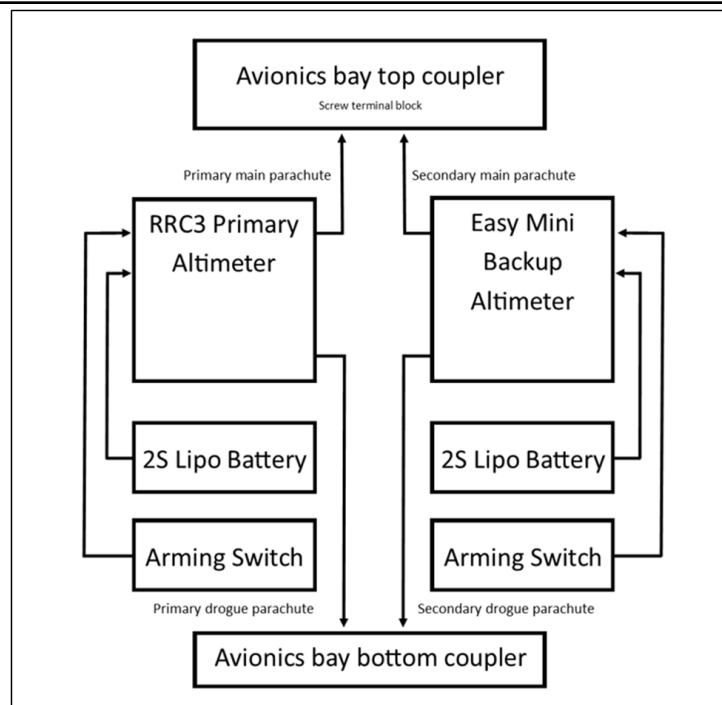 Avionics bay top coupler
Screw terminal block
Primary main parachute
Secondary main parachute
RRC3 Primary
Altimeter
Easy Mini
Backup
Altimeter
2S Lipo Battery
2S Lipo Battery
Arming Switch
Arming Switch
Primary drogue parachute
Secondary drogue parachute
Avionics bay bottom coupler